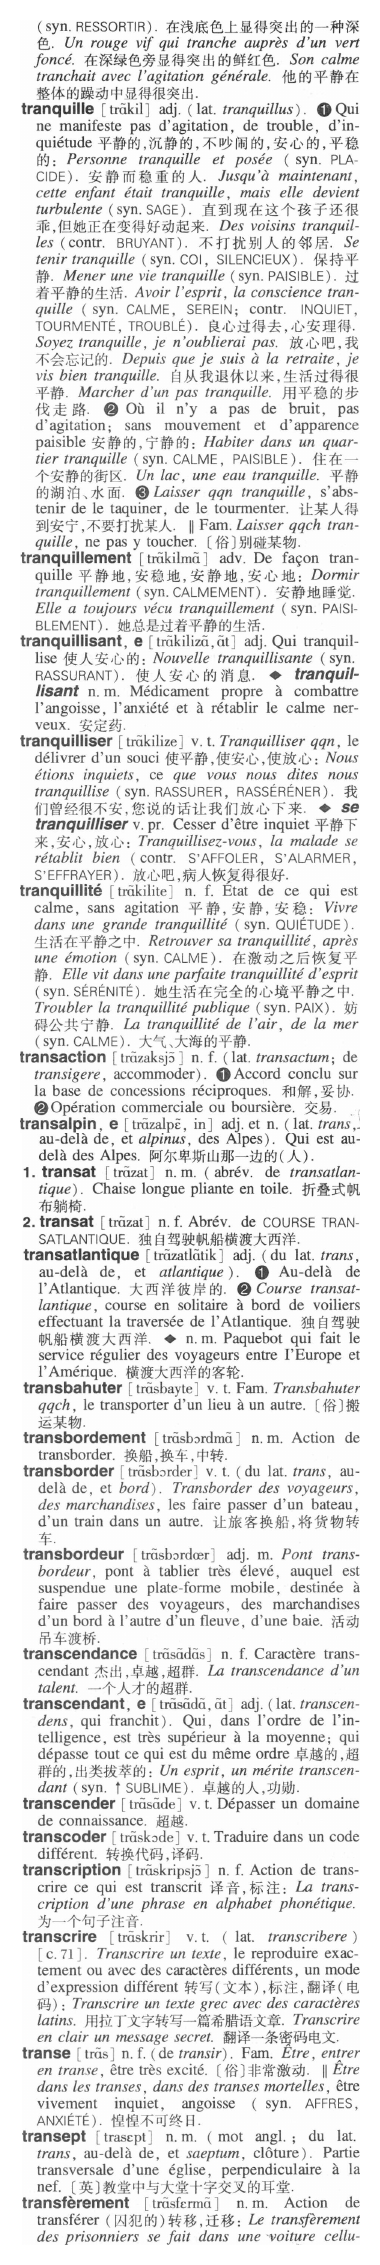 (syn. RESSORTIR). 在浅底色上显得突出的一种深
色. Un rouge vif qui tranche auprès d'un vert
foncé. 在深绿色旁显得突出的鲜红色. Son calme
tranchait avec l'agitation générale. 他的平静在
整体的躁动中显得很突出.
tranquille [trɑ̃kil] adj. (lat. tranquillus). ❶ Qui
ne manifeste pas d'agitation, de trouble, d'in-
quiétude 平静的,沉静的,不吵闹的,安心的,平稳
的: Personne tranquille et posée (syn. PLA-
CIDE). 安静而稳重的人. Jusqu'à maintenant,
cette enfant était tranquille, mais elle devient
turbulente (syn. SAGE). 直到现在这个孩子还很
乖,但她正在变得好动起来. Des voisins tranquil-
les (contr. BRUYANT). 不打扰别人的邻居. Se
tenir tranquille (syn. COI, SILENCIEUX). 保持平
静. Mener une vie tranquille (syn. PAISIBLE). 过
着平静的生活. Avoir l'esprit, la conscience tran-
quille (syn. CALME, SEREIN; contr. INQUIET,
TOURMENTÉ, TROUBLÉ). 良心过得去,心安理得.
Soyez tranquille, je n'oublierai pas. 放心吧,我
不会忘记的. Depuis que je suis à la retraite, je
vis bien tranquille. 自从我退休以来,生活过得很
平静. Marcher d'un pas tranquille. 用平稳的步
伐走路. ❷ Où il n'y a pas de bruit, pas
d'agitation; sans mouvement et d'apparence
paisible 安静的,宁静的: Habiter dans un quar-
tier tranquille (syn. CALME, PAISIBLE). 住在一
个安静的街区. Un lac, une eau tranquille. 平静
的湖泊、水面. ❸ Laisser qqn tranquille, s'abs-
tenir de le taquiner, de le tourmenter. 让某人得
到安宁,不要打扰某人. ‖ Fam. Laisser qqch tran-
quille, ne pas y toucher. 〔俗〕别碰某物.
tranquillement [trɑ̃kilmɑ̃] adv. De façon tran-
quille 平静地,安稳地,安静地,安心地: Dormir
tranquillement (syn. CALMEMENT). 安静地睡觉.
Elle a toujours vécu tranquillement (syn. PAISI-
BLEMENT). 她总是过着平静的生活.
tranquillisant, e [trɑ̃kilizɑ̃, ɑ̃t] adj. Qui tranquil-
lise 使人安心的: Nouvelle tranquillisante (syn.
RASSURANT). 使人安心的消息. ◆ tranquil-
lisant n. m. Médicament propre à combattre
l'angoisse, l'anxiété et à rétablir le calme ner-
veux. 安定药.
tranquilliser [trɑ̃kilize] v. t. Tranquilliser qqn, le
délivrer d'un souci 使平静,使安心,使放心: Nous
étions inquiets, ce que vous nous dites nous
tranquillise (syn. RASSURER, RASSÉRÉNER). 我
们曾经很不安,您说的话让我们放心下来. ◆ se
tranquilliser v. pr. Cesser d'être inquiet 平静下
来,安心,放心: Tranquillisez-vous, la malade se
rétablit bien (contr. S'AFFOLER, S'ALARMER,
S'EFFRAYER). 放心吧,病人恢复得很好.
tranquillité [trɑ̃kilite] n. f. État de ce qui est
calme, sans agitation 平静,安静,安稳: Vivre
dans une grande tranquillité (syn. QUIÉTUDE).
生活在平静之中. Retrouver sa tranquillité, après
une émotion (syn. CALME). 在激动之后恢复平
静. Elle vit dans une parfaite tranquillité d'esprit
(syn. SÉRÉNITÉ). 她生活在完全的心境平静之中.
Troubler la tranquillité publique (syn. PAIX). 妨
碍公共宁静. La tranquillité de l'air, de la mer
(syn. CALME). 大气、大海的平静.
transaction [trɑ̃zaksjɔ̃] n. f. (lat. transactum; de
transigere, accommoder). ❶ Accord conclu sur
la base de concessions réciproques. 和解,妥协.
❷ Opération commerciale ou boursière. 交易.
transalpin, e [trɑ̃zalpɛ̃, in] adj. et n. (lat. trans,
au-delà de, et alpinus, des Alpes). Qui est au-
delà des Alpes. 阿尔卑斯山那一边的(人).
1. transat [trɑ̃zat] n. m. (abrév. de transatlan-
tique). Chaise longue pliante en toile. 折叠式帆
布躺椅.
2. transat [trɑ̃zat] n. f. Abrév. de COURSE TRAN-
SATLANTIQUE. 独自驾驶帆船横渡大西洋.
transatlantique [trɑ̃zatlɑ̃tik] adj. (du lat. trans,
au-delà de, et atlantique). ❶ Au-delà de
l'Atlantique. 大西洋彼岸的. ❷ Course transat-
lantique, course en solitaire à bord de voiliers
effectuant la traversée de l'Atlantique. 独自驾驶
帆船横渡大西洋. ◆ n. m. Paquebot qui fait le
service régulier des voyageurs entre l'Europe et
l'Amérique. 横渡大西洋的客轮.
transbahuter [trɑ̃sbayte] v. t. Fam. Transbahuter
qqch, le transporter d'un lieu à un autre. 〔俗〕搬
运某物.
transbordement [trɑ̃sbɔrdmɑ̃] n. m. Action de
transborder. 换船,换车,中转.
transborder [trɑ̃sbɔrder] v. t. (du lat. trans, au-
delà de, et bord). Transborder des voyageurs,
des marchandises, les faire passer d'un bateau,
d'un train dans un autre. 让旅客换船,将货物转
车.
transbordeur [trɑ̃sbɔrdœr] adj. m. Pont trans-
bordeur, pont à tablier très élevé, auquel est
suspendue une plate-forme mobile, destinée à
faire passer des voyageurs, des marchandises
d'un bord à l'autre d'un fleuve, d'une baie. 活动
吊车渡桥.
transcendance [trɑ̃sɑ̃dɑ̃s] n. f. Caractère trans-
cendant 杰出,卓越,超群. La transcendance d'un
talent. 一个人才的超群.
transcendant, e [trɑ̃sɑ̃dɑ̃, ɑ̃t] adj. (lat. transcen-
dens, qui franchit). Qui, dans l'ordre de l'in-
telligence, est très supérieur à la moyenne; qui
dépasse tout ce qui est du même ordre 卓越的,超
群的,出类拔萃的: Un esprit, un mérite transcen-
dant (syn. ↑ SUBLIME). 卓越的人,功勋.
transcender [trɑ̃sɑ̃de] v. t. Dépasser un domaine
de connaissance. 超越.
transcoder [trɑ̃skɔde] v. t. Traduire dans un code
différent. 转换代码,译码.
transcription [trɑ̃skripsjɔ̃] n. f. Action de trans-
crire ce qui est transcrit 译音,标注: La trans-
cription d'une phrase en alphabet phonétique.
为一个句子注音.
transcrire [trɑ̃skrir] v. t. (lat. transcribere)
[c. 71]. Transcrire un texte, le reproduire exac-
tement ou avec des caractères différents, un mode
d'expression différent 转写(文本),标注,翻译(电
码): Transcrire un texte grec avec des caractères
latins. 用拉丁文字转写一篇希腊语文章. Transcrire
en clair un message secret. 翻译一条密码电文.
transe [trɑ̃s] n. f. (de transir). Fam. Être, entrer
en transe, être très excité. 〔俗〕非常激动. ‖ Être
dans les transes, dans des transes mortelles, être
vivement inquiet, angoisse (syn. AFFRES,
ANXIÉTÉ). 惶惶不可终日.
transept [trɑsɛpt] n. m. (mot angl.; du lat.
trans, au-delà de, et saeptum, clôture). Partie
transversale d'une église, perpendiculaire à la
nef. 〔英〕教堂中与大堂十字交叉的耳堂.
transfèrement [trɑ̃sfɛrmɑ̃] n. m. Action de
transférer (囚犯的)转移,迁移: Le transfèrement
des prisonniers se fait dans une voiture cellu-